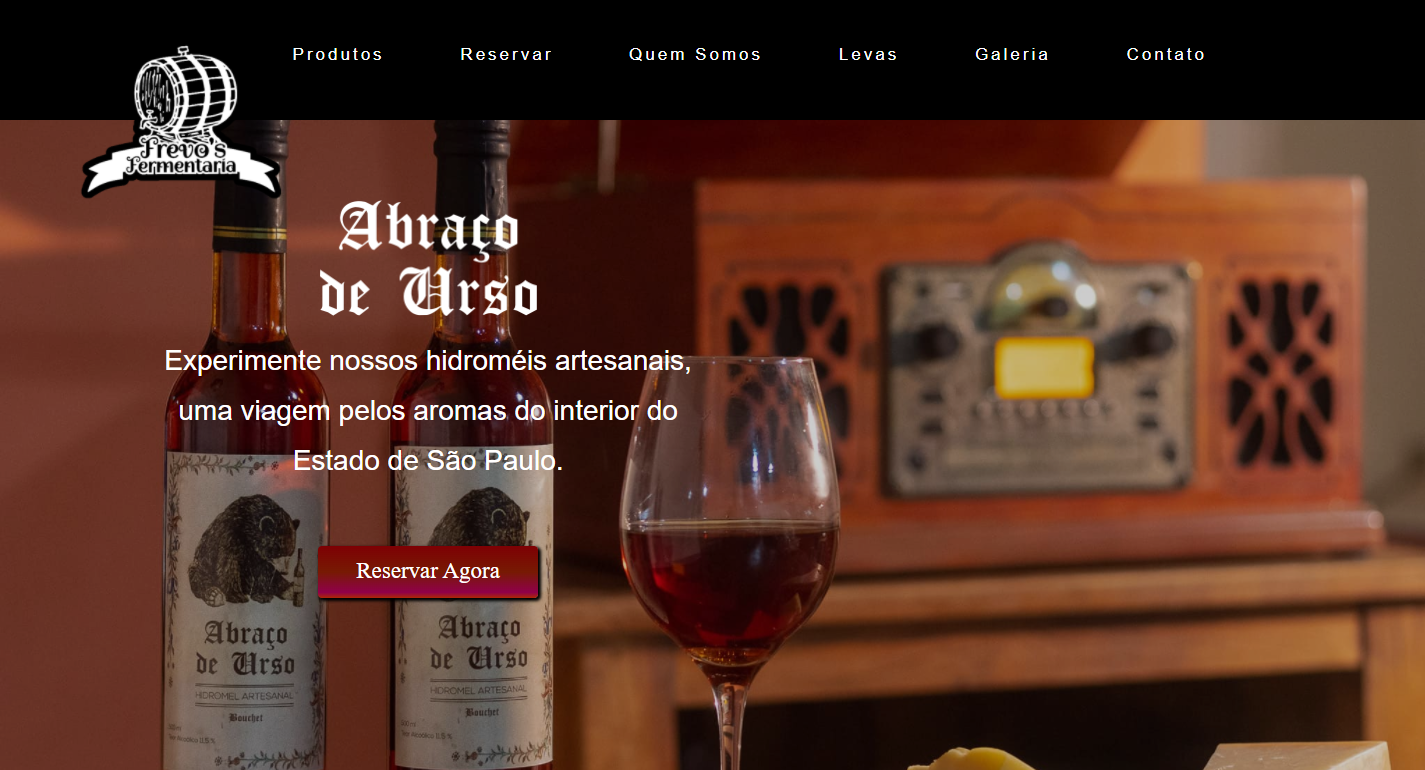 Produtos
Reservar
Quem Somos
Levas
Galeria
Contato
Frevo's
Fermentaria
Abraço
de Urso
Experimente nossos hidroméis artesanais,
uma viagem pelos aromas do interior do
Estado de São Paulo.
Reservar Agora
Abraço
de Urso
HIDROMEL ARTESANAL
Bouchet
Abraço
de Urso
HIDROMEL ARTESANAL
Bouchet